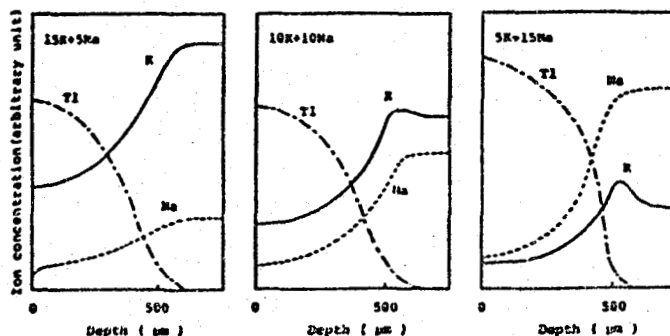 Ion concentration(arbitrary unit)
15K+5Na
K
Tl
Na
0
500
Depth ( μm )
10K+10Na
K
Tl
Na
0
500
Depth ( μm )
5K+15Na
Tl
Na
K
0
500
Depth ( μm )